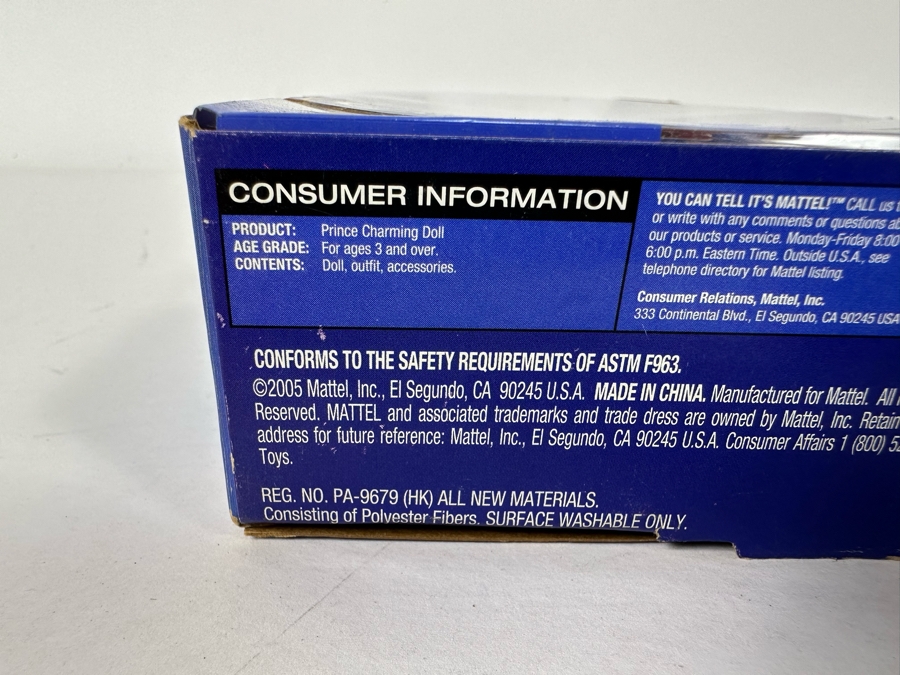 CONSUMER INFORMATION
PRODUCT: Prince Charming Doll
AGE GRADE: For ages 3 and over.
CONTENTS: Doll, outfit, accessories.
YOU CAN TELL IT'S MATTEL!™ CALL us
or write with any comments or questions
our products or service. Monday-Friday 8:00
6:00 p.m. Eastern Time. Outside U.S.A., see
telephone directory for Mattel listing.
Consumer Relations, Mattel, Inc.
333 Continental Blvd., El Segundo, CA 90245 USA
CONFORMS TO THE SAFETY REQUIREMENTS OF ASTM F963.
©2005 Mattel, Inc., El Segundo, CA 90245 U.S.A. MADE IN CHINA. Manufactured for Mattel. All
Reserved. MATTEL and associated trademarks and trade dress are owned by Mattel, Inc. Retain
address for future reference: Mattel, Inc., El Segundo, CA 90245 U.S.A. Consumer Affairs 1 (800)
Toys.
REG. NO. PA-9679 (HK) ALL NEW MATERIALS.
Consisting of Polyester Fibers. SURFACE WASHABLE ONLY.